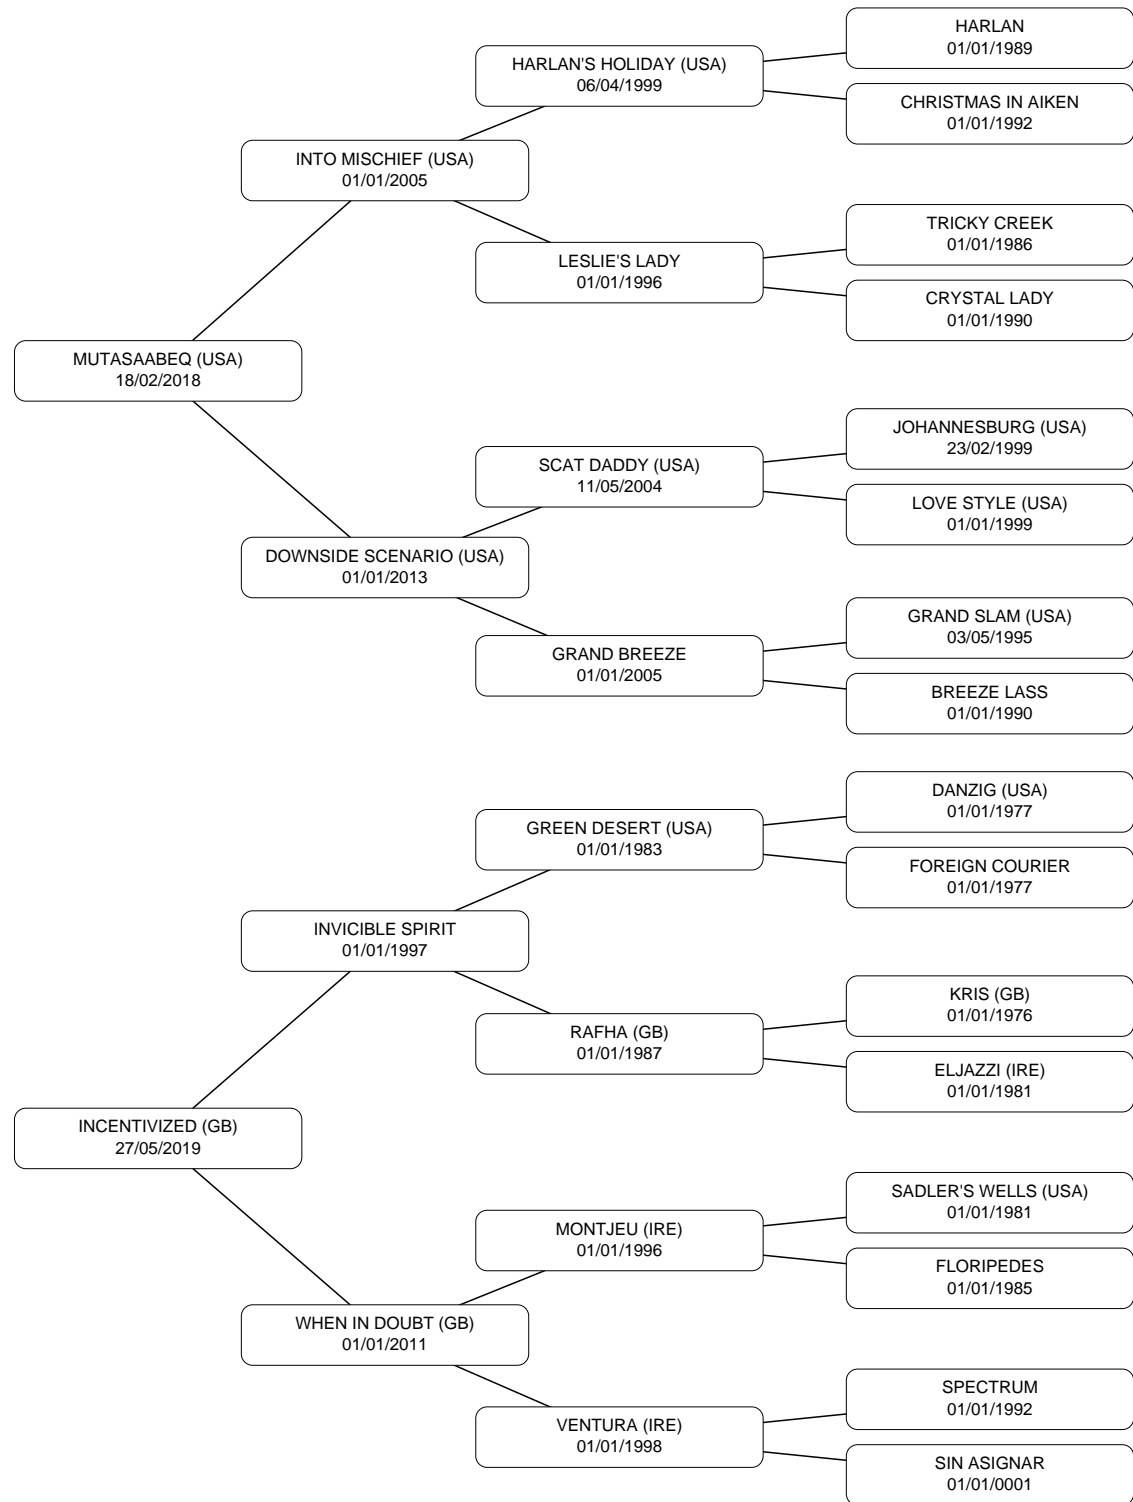 HARLAN
01/01/1989
HARLAN'S HOLIDAY (USA)
06/04/1999
CHRISTMAS IN AIKEN
01/01/1992
INTO MISCHIEF (USA)
01/01/2005
TRICKY CREEK
01/01/1986
LESLIE'S LADY
01/01/1996
CRYSTAL LADY
01/01/1990
MUTASAABEQ (USA)
18/02/2018
JOHANNESBURG (USA)
23/02/1999
SCAT DADDY (USA)
11/05/2004
LOVE STYLE (USA)
01/01/1999
DOWNSIDE SCENARIO (USA)
01/01/2013
GRAND SLAM (USA)
03/05/1995
GRAND BREEZE
01/01/2005
BREEZE LASS
01/01/1990
DANZIG (USA)
01/01/1977
GREEN DESERT (USA)
01/01/1983
FOREIGN COURIER
01/01/1977
INVICIBLE SPIRIT
01/01/1997
KRIS (GB)
01/01/1976
RAFHA (GB)
01/01/1987
ELJAZZI (IRE)
01/01/1981
INCENTIVIZED (GB)
27/05/2019
SADLER'S WELLS (USA)
01/01/1981
MONTJEU (IRE)
01/01/1996
FLORIPEDES
01/01/1985
WHEN IN DOUBT (GB)
01/01/2011
SPECTRUM
01/01/1992
VENTURA (IRE)
01/01/1998
SIN ASIGNAR
01/01/0001